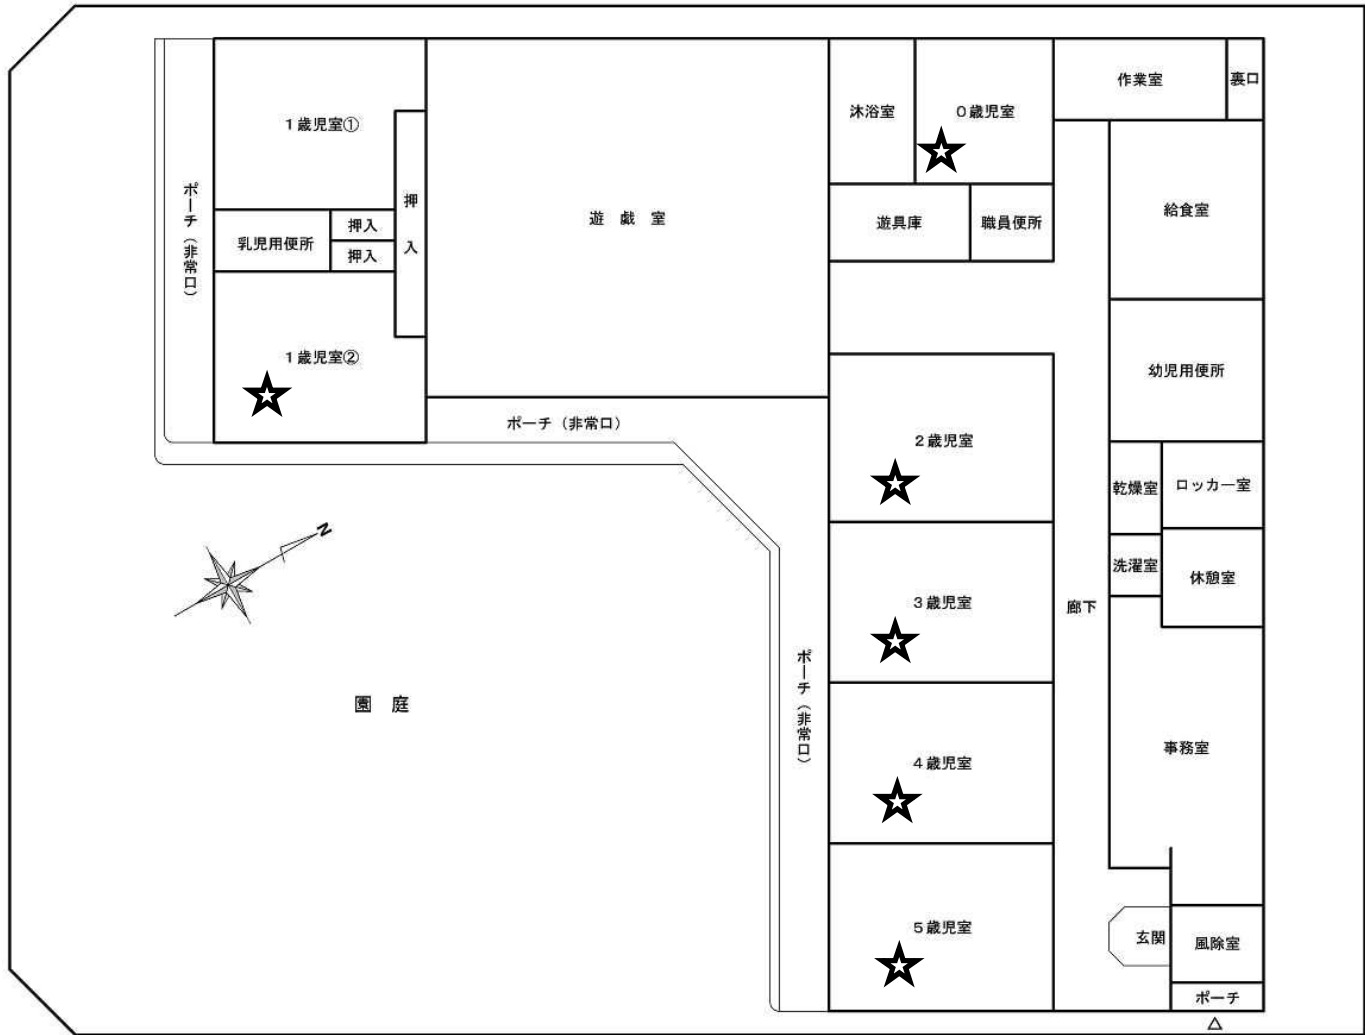 1歳児室①
押入
乳児用便所
押入
押入
1歳児室②
ポーチ（非常口）
遊戯室
ポーチ（非常口）
沐浴室
0歳児室
作業室
裏口
遊具庫
職員便所
給食室
幼児用便所
2歳児室
乾燥室
ロッカー室
洗濯室
休憩室
3歳児室
廊下
N
園庭
ポーチ（非常口）
4歳児室
事務室
5歳児室
玄関
風除室
ポーチ